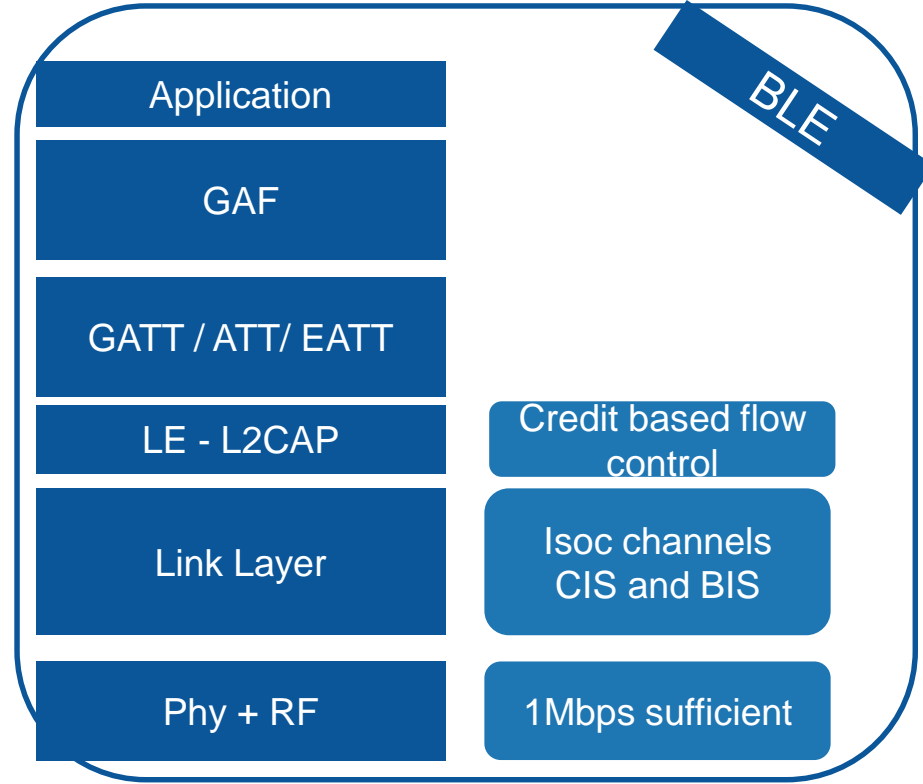 BLE
Application
GAF
GATT / ATT/ EATT
LE - L2CAP
Credit based flow
control
Link Layer
Isoc channels
CIS and BIS
Phy + RF
1Mbps sufficient